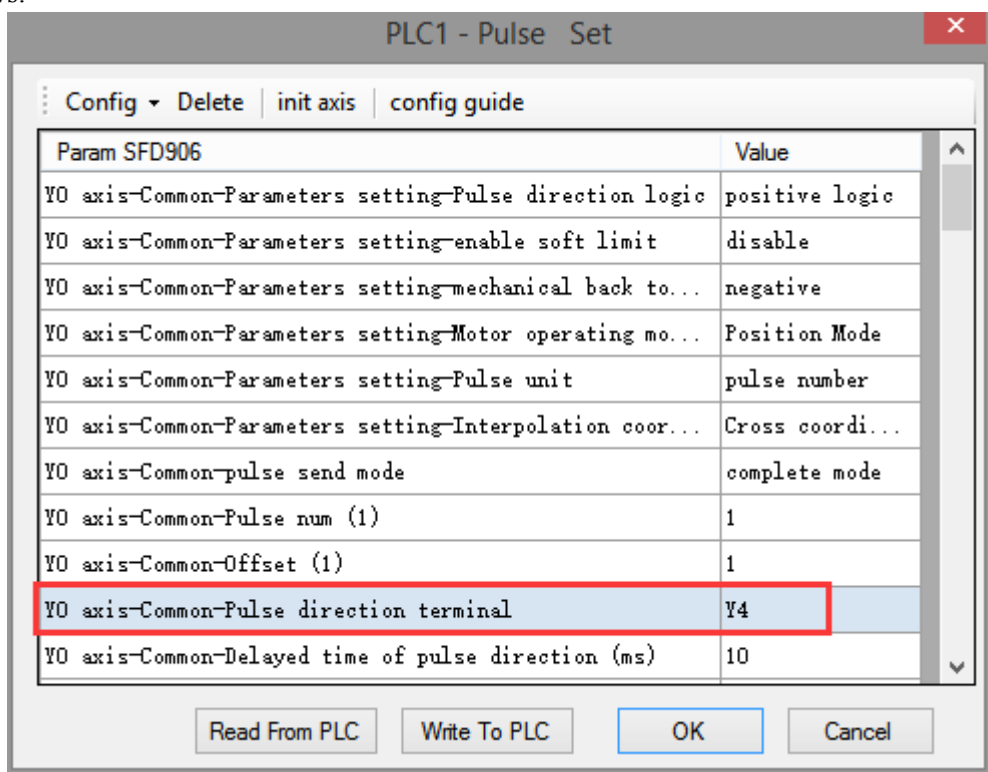 PLC1 - Pulse Set
Config Delete init axis config guide
Param SFD906 Value
Y0 axis-Common-Parameters setting-Pulse direction logic positive logic
Y0 axis-Common-Parameters setting-enable soft limit disable
Y0 axis-Common-Parameters setting-mechanical back to... negative
Y0 axis-Common-Parameters setting-Motor operating mo... Position Mode
Y0 axis-Common-Parameters setting-Pulse unit pulse number
Y0 axis-Common-Parameters setting-Interpolation coor... Cross coordi...
Y0 axis-Common-pulse send mode complete mode
Y0 axis-Common-Pulse num (1) 1
Y0 axis-Common-Offset (1) 1
Y0 axis-Common-Pulse direction terminal Y4
Y0 axis-Common-Delayed time of pulse direction (ms) 10
Read From PLC Write To PLC OK Cancel